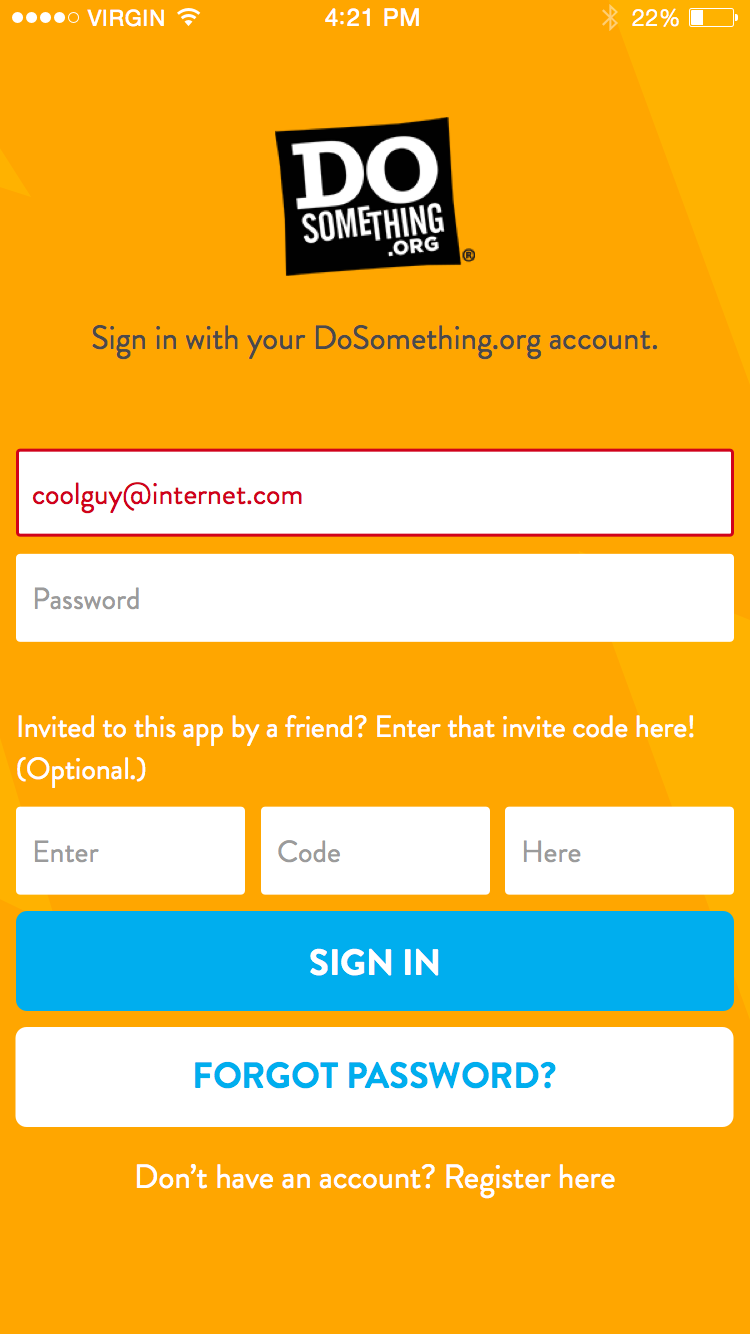 VIRGIN 4:21 PM 22%
DO
SOMETHING
.ORG ®
Sign in with your DoSomething.org account.
coolguy@internet.com
Password
Invited to this app by a friend? Enter that invite code here!
(Optional.)
Enter Code Here
SIGN IN
FORGOT PASSWORD?
Don’t have an account? Register here